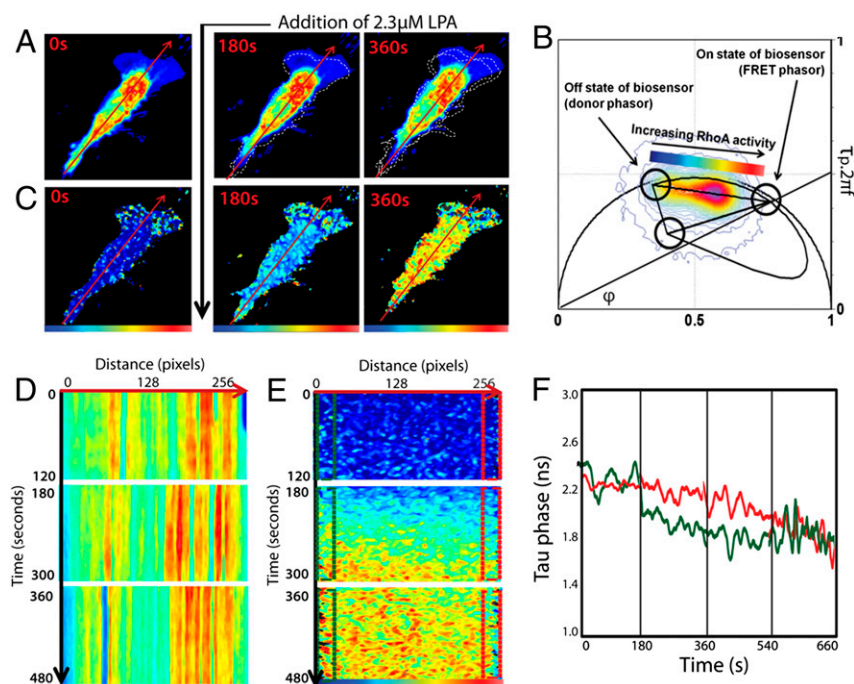 Addition of 2.3μM LPA
A
0s
180s
360s
B
On state of biosensor
(FRET phasor)
Off state of biosensor
(donor phasor)
Increasing RhoA activity
1
τp.2πf
φ
0
0.5
1
C
0s
180s
360s
D
Distance (pixels)
0
128
256
0
120
180
300
360
480
Time (seconds)
E
Distance (pixels)
0
128
256
0
120
180
300
360
480
Time (seconds)
F
3.0
2.6
2.2
1.8
1.4
1.0
Tau phase (ns)
0
180
360
540
660
Time (s)